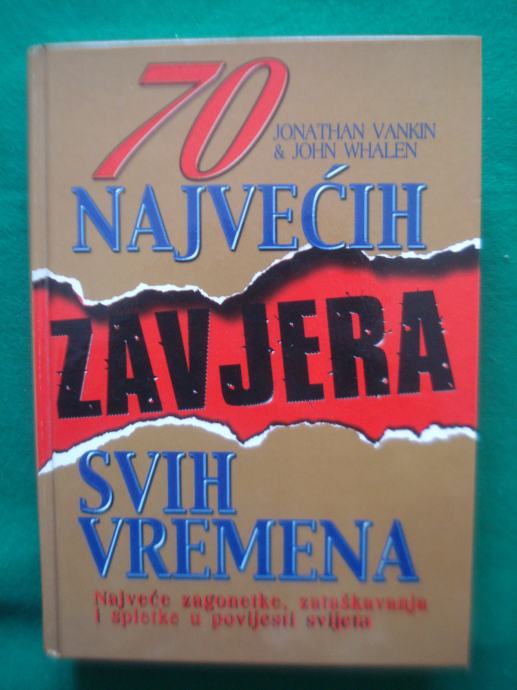 70
JONATHAN VANKIN
& JOHN WHALEN
NAJVEĆIH
ZAVJERA
SVIH
VREMENA
Najveće zagonetke, zataškavanja
i spletke u povijesti svijeta